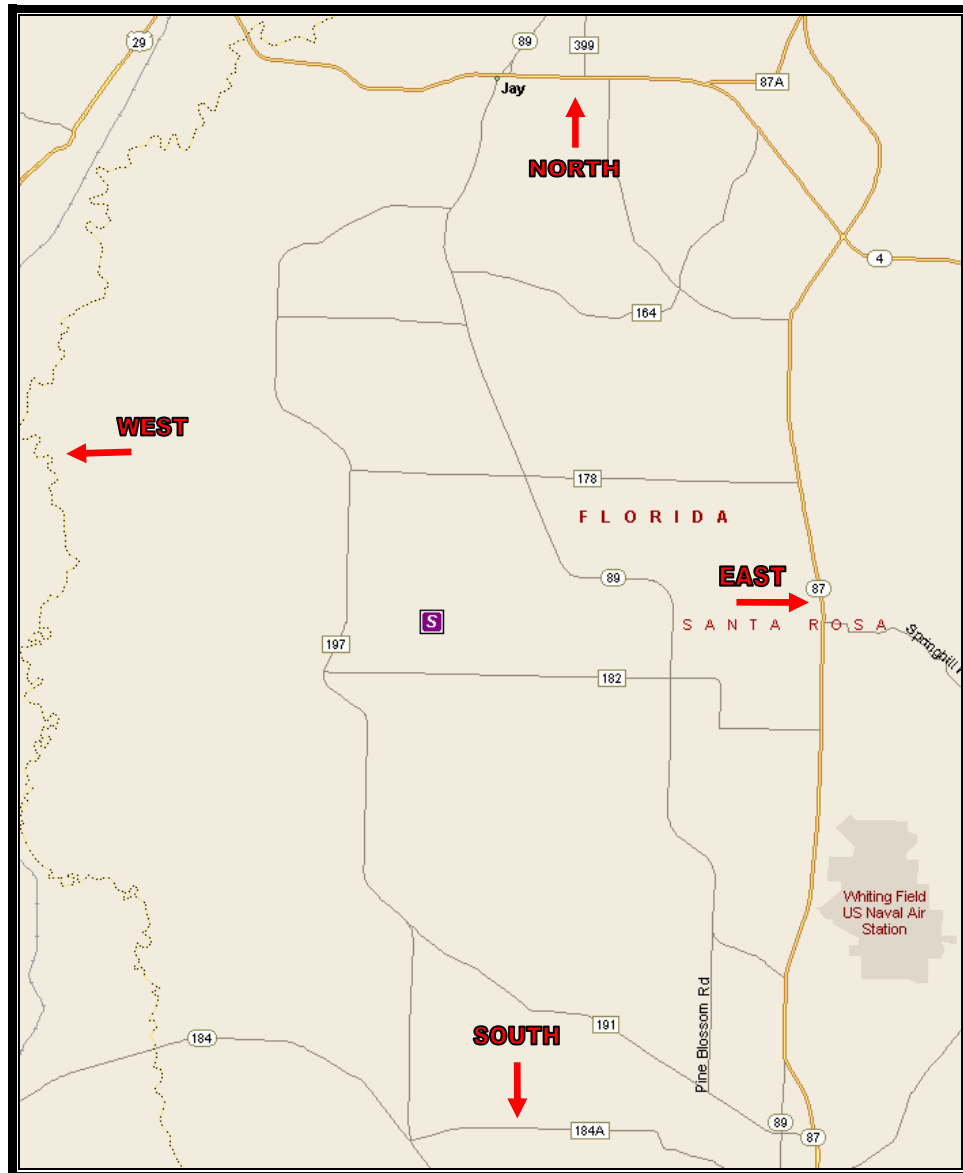 29
89
399
87A
Jay
NORTH
4
164
WEST
178
FLORIDA
EAST
89
87
S
SANTA ROSA
197
182
Whiting Field
US Naval Air
Station
Pine Blossom Rd
191
184
SOUTH
89
184A
87